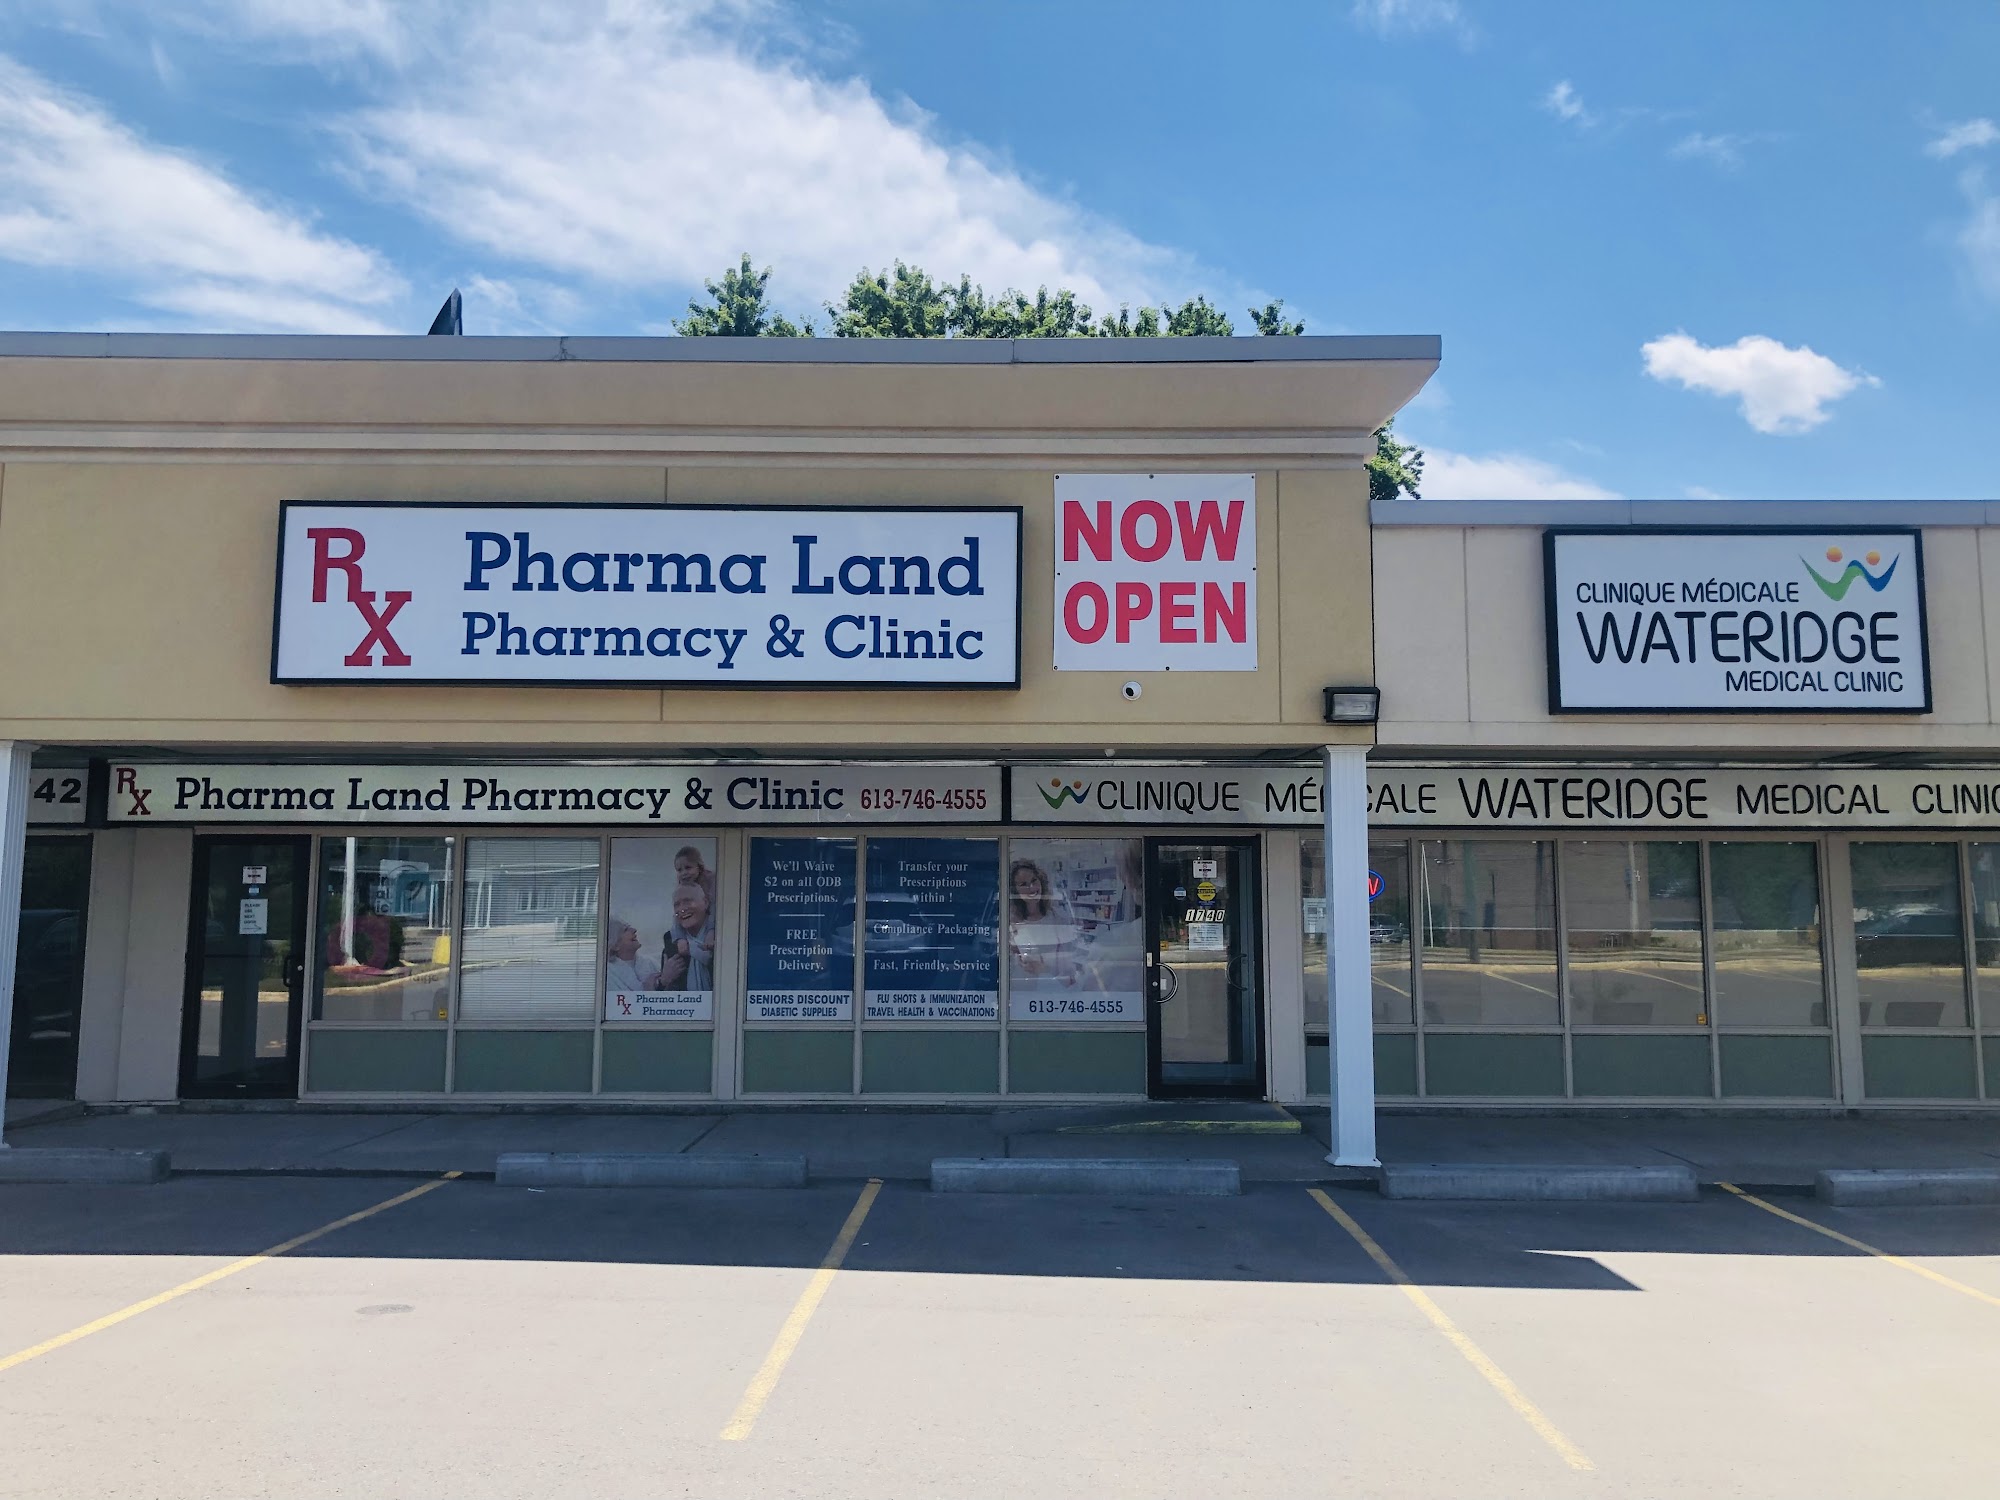 Rx
Pharma Land
Pharmacy & Clinic
NOW
OPEN
CLINIQUE MÉDICALE
WATERIDGE
MEDICAL CLINIC
42
Rx Pharma Land Pharmacy & Clinic 613-746-4555
CLINIQUE MÉDICALE WATERIDGE MEDICAL CLINIC
Rx Pharma Land
Pharmacy
We'll Waive
$2 on all ODB
Prescriptions.
FREE
Prescription
Delivery.
SENIORS DISCOUNT
DIABETIC SUPPLIES
Transfer your
Prescriptions
within !
Compliance Packaging
Fast, Friendly, Service
FLU SHOTS & IMMUNIZATION
TRAVEL HEALTH & VACCINATIONS
613-746-4555
1740